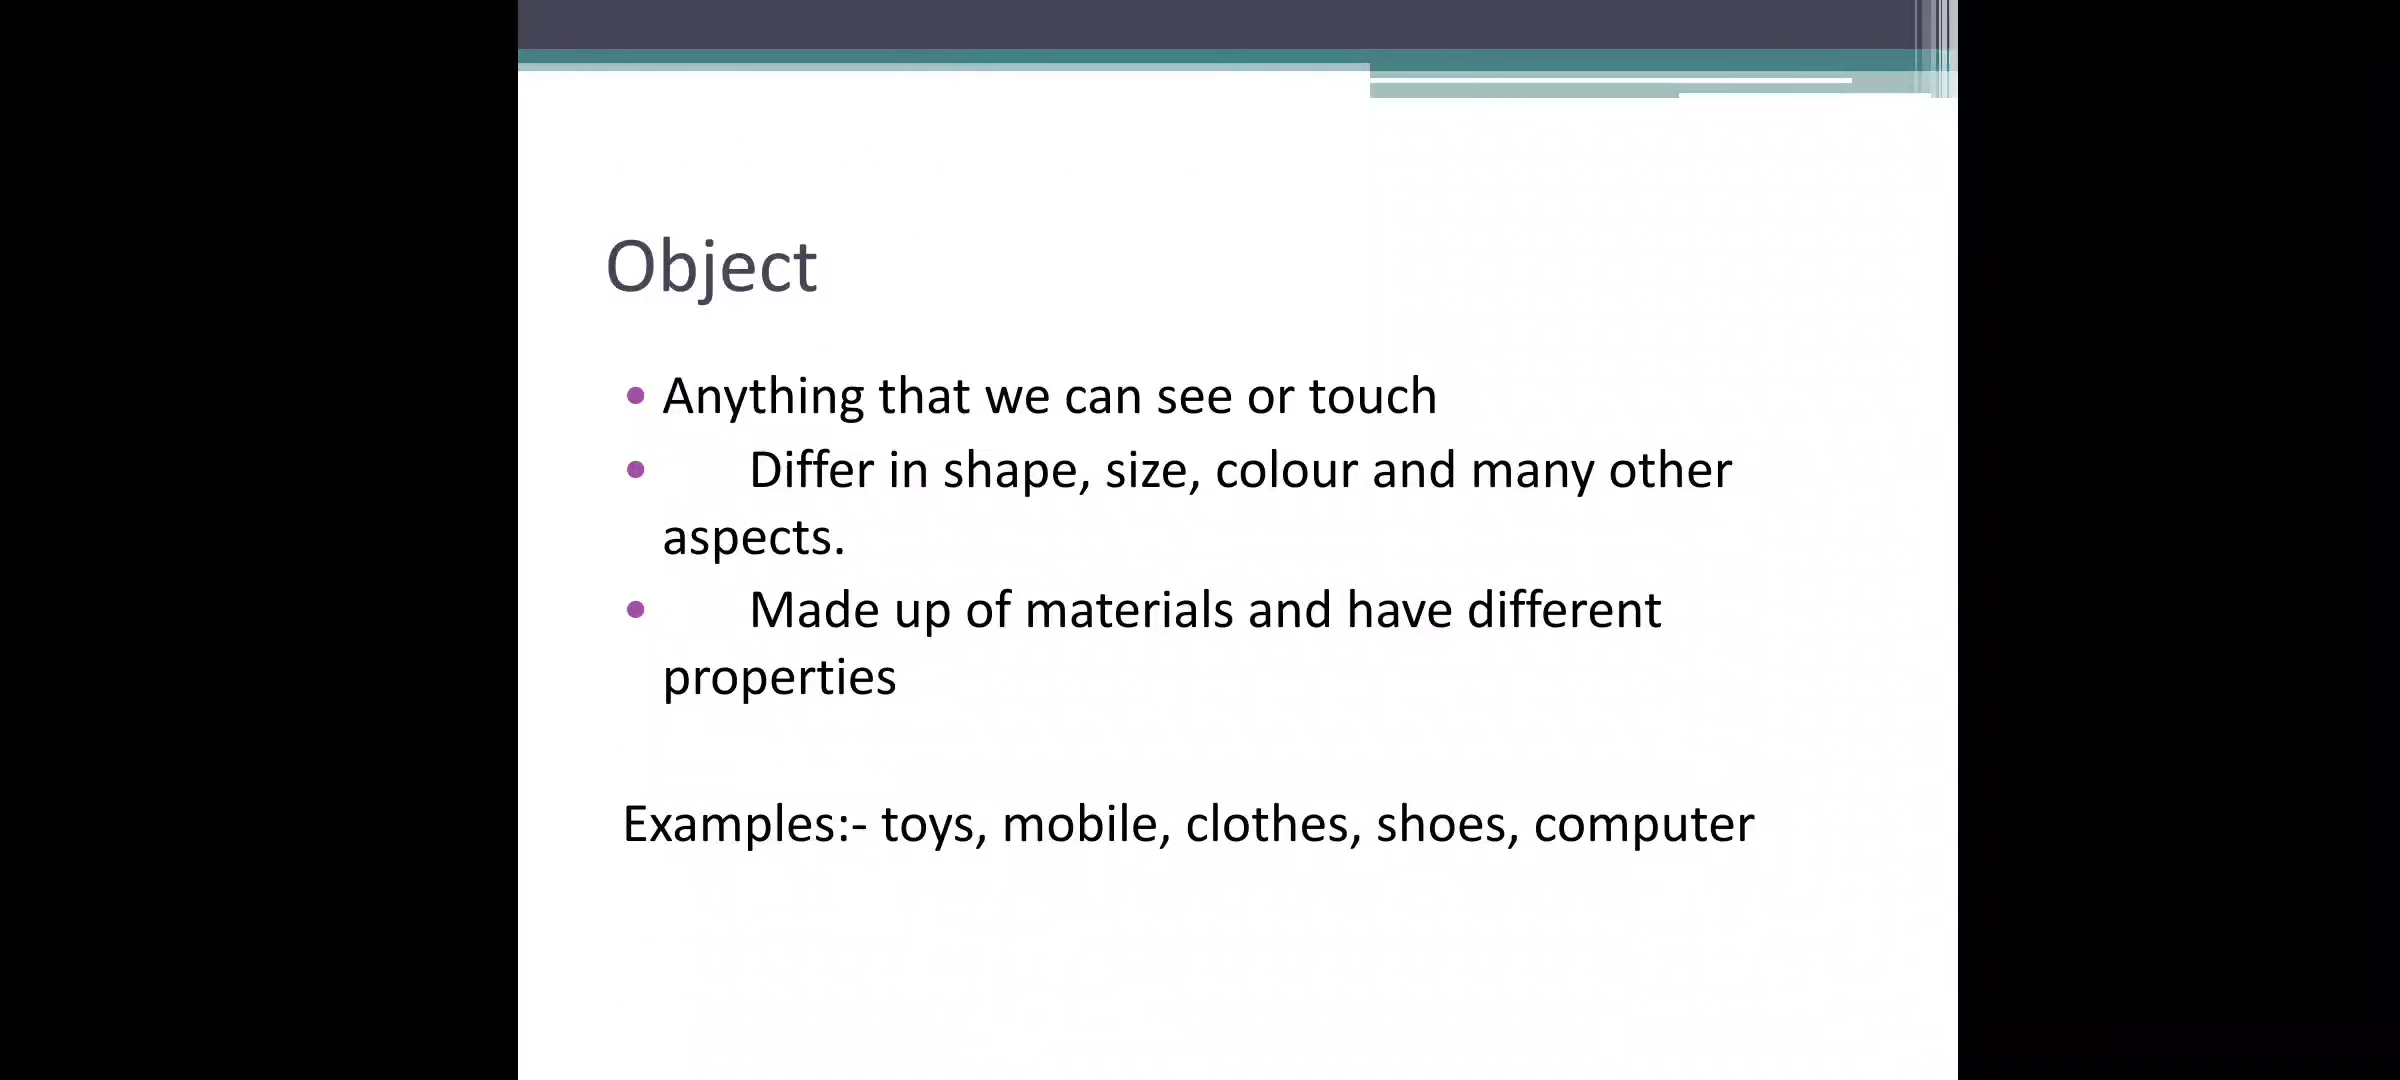 Object
• Anything that we can see or touch
• Differ in shape, size, colour and many other
aspects.
• Made up of materials and have different
properties
Examples:- toys, mobile, clothes, shoes, computer